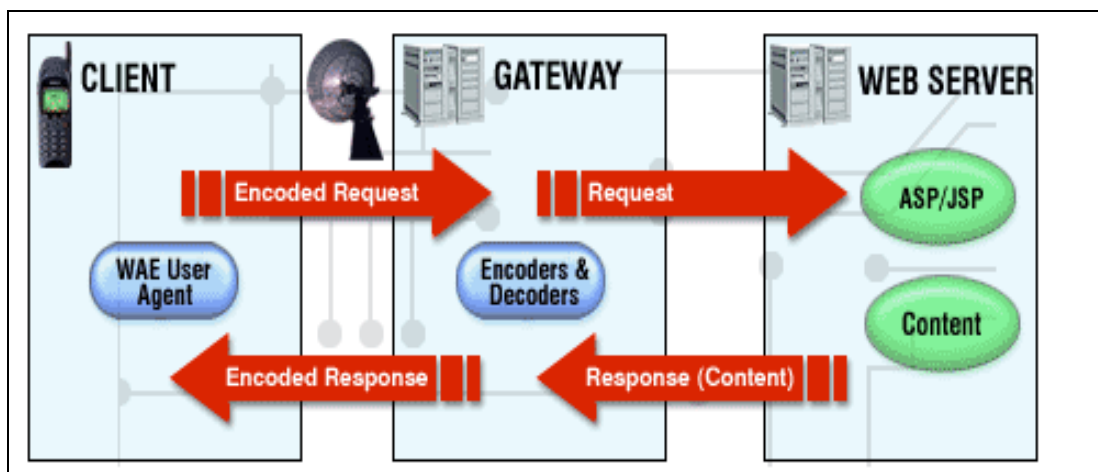 CLIENT
GATEWAY
WEB SERVER
Encoded Request
Request
ASP/JSP
WAE User
Agent
Encoders &
Decoders
Content
Encoded Response
Response (Content)